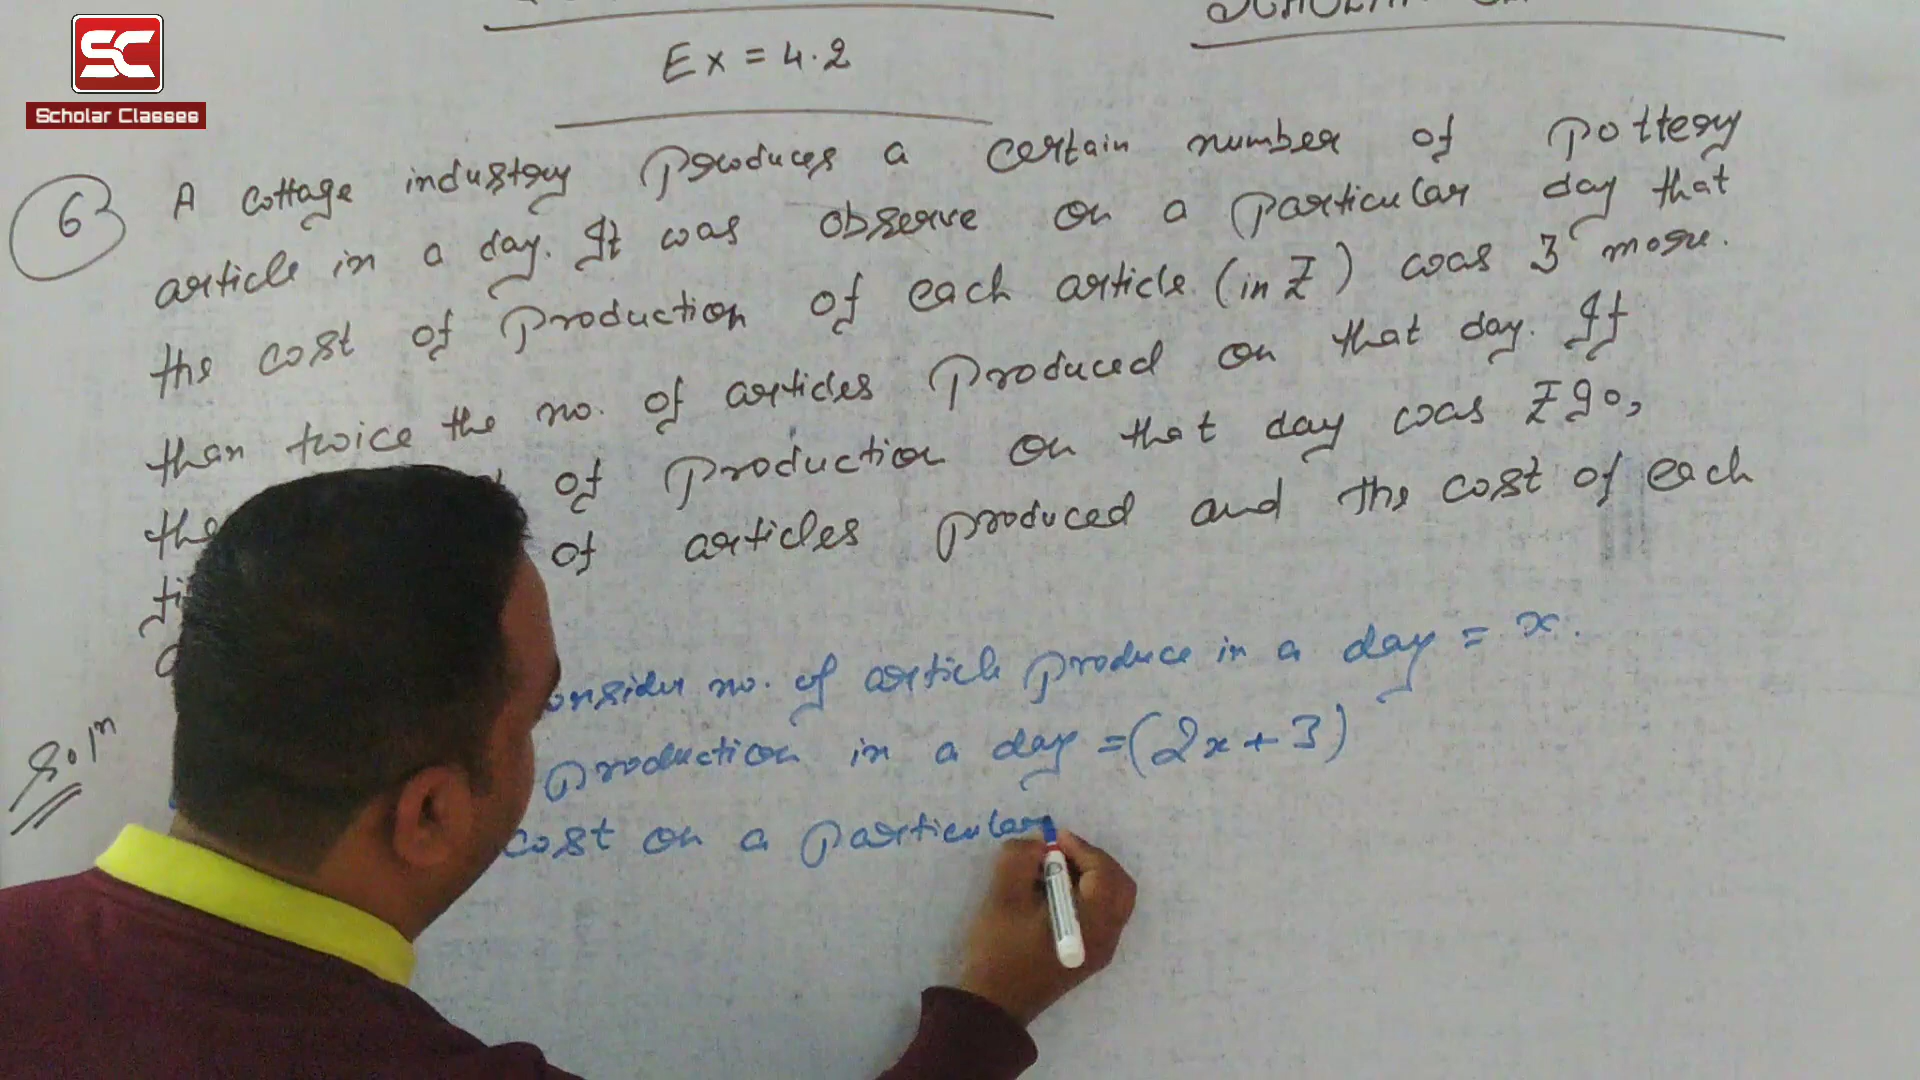 SC
Scholar Classes
Ex = 4.2
6 A cottage industry produces a certain number of pottery
article in a day. It was observe on a particular day that
the cost of production of each article (in ₹) was 3 more
than twice the no. of articles produced on that day. If
the of production on that day was ₹90,
of articles produced and the cost of each
Solⁿ
onsider no. of article produce in a day = x.
production in a day = (2x + 3)
cost on a particular